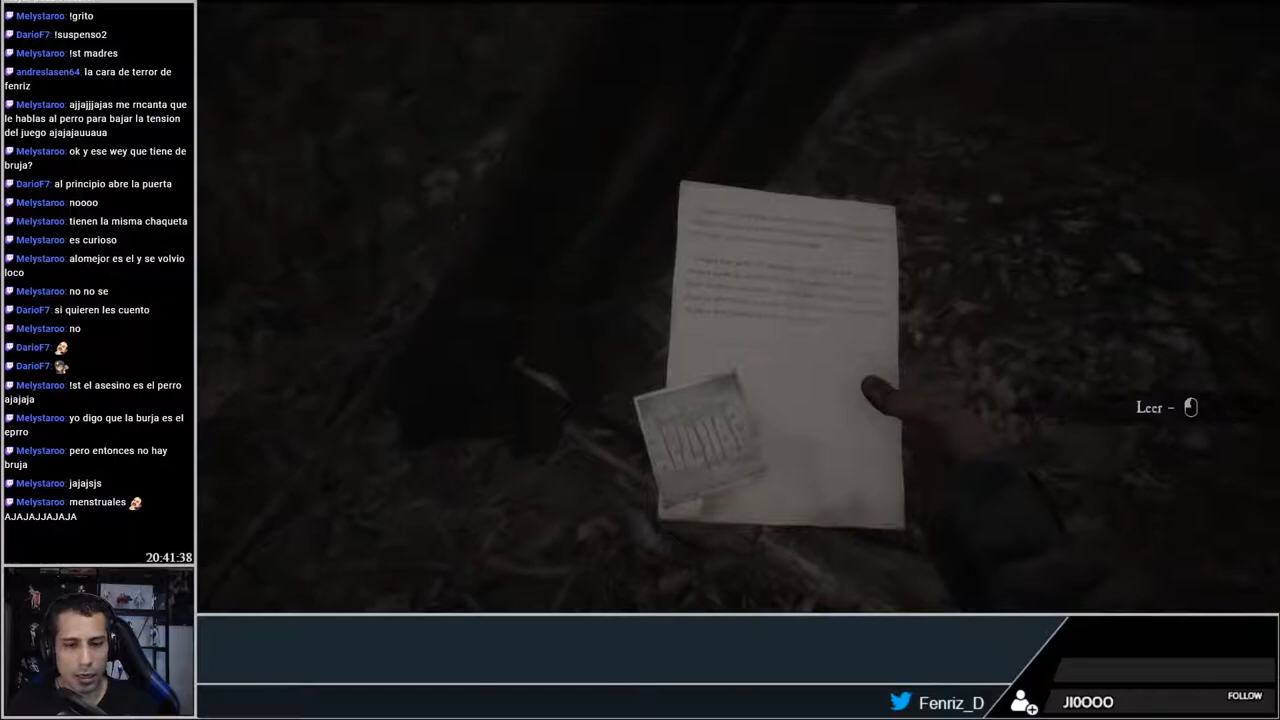 Melystaroo: !grito
DarioF7: !suspenso2
Melystaroo: !st madres
andreslasen64: la cara de terror de
fenriz
Melystaroo: ajjajjjajas me rncanta que
le hablas al perro para bajar la tension
del juego ajajajauuaua
Melystaroo: ok y ese wey que tiene de
bruja?
DarioF7: al principio abre la puerta
Melystaroo: noooo
Melystaroo: tienen la misma chaqueta
Melystaroo: es curioso
Melystaroo: alomejor es el y se volvio
loco
Melystaroo: no no se
DarioF7: si quieren les cuento
Melystaroo: no
DarioF7:
DarioF7:
Melystaroo: !st el asesino es el perro
ajajaja
Melystaroo: yo digo que la burja es el
eprro
Melystaroo: pero entonces no hay
bruja
Melystaroo: jajajsjs
Melystaroo: menstruales
AJAJAJJAJAJA
20:41:38
Leer -
Fenriz_D
JI0OOO
FOLLOW